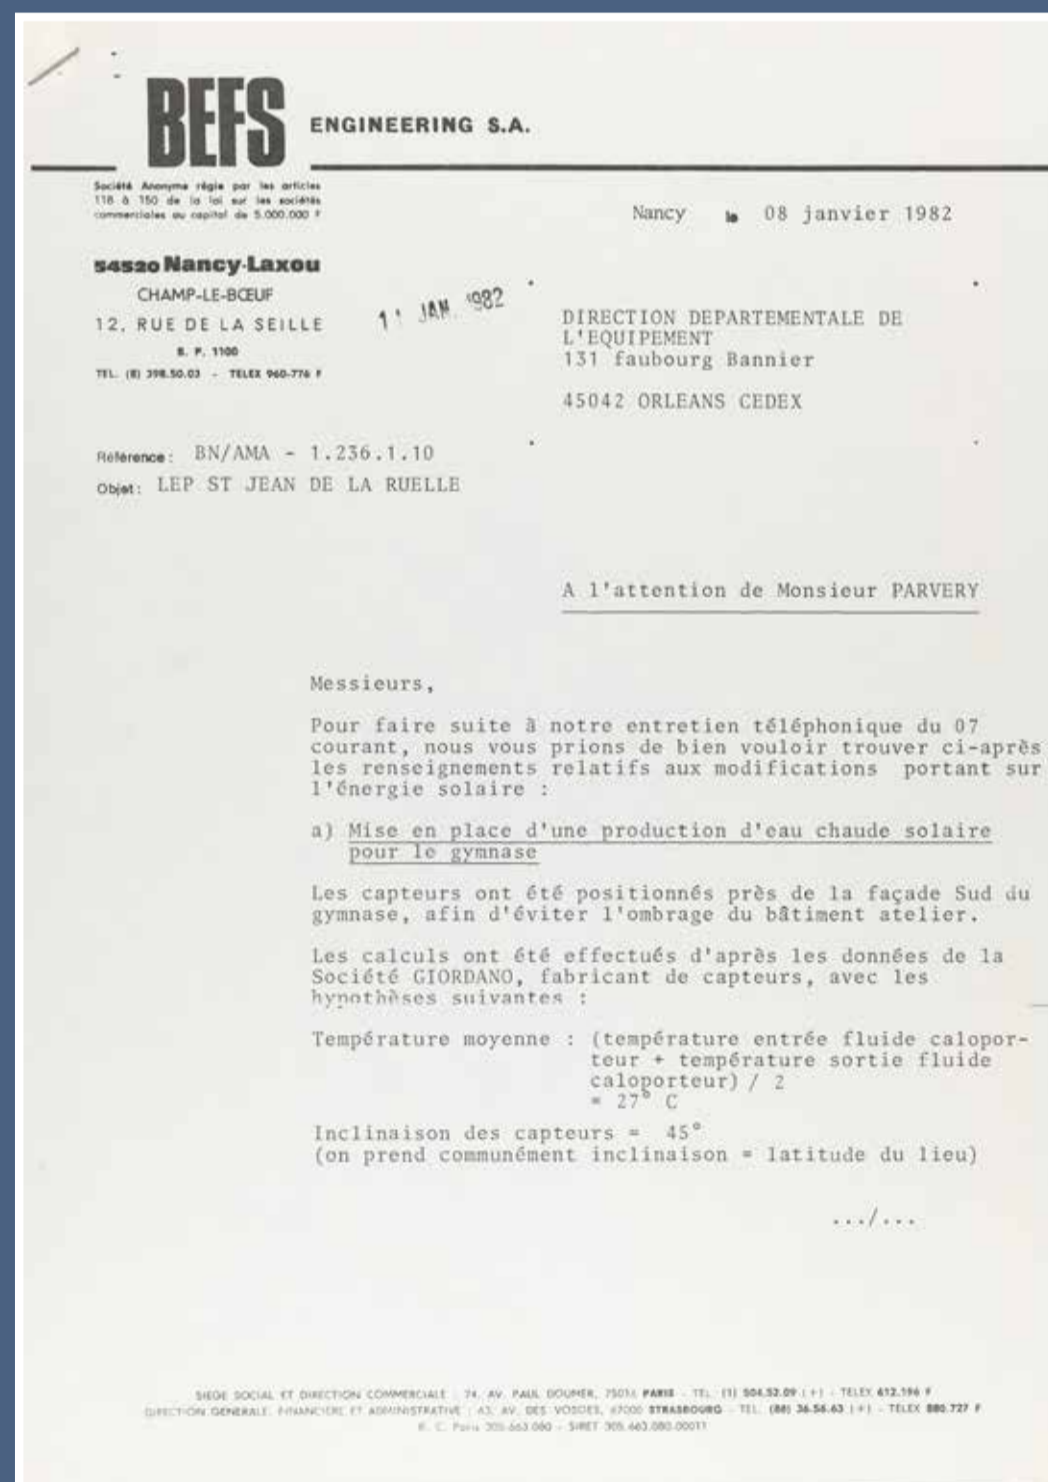 BEFS ENGINEERING S.A.
Société Anonyme régie par les articles
118 à 150 de la loi sur les sociétés
commerciales au capital de 5.000.000 F
Nancy le 08 janvier 1982
54520 Nancy-Laxou
CHAMP-LE-BŒUF
12, RUE DE LA SEILLE
B. P. 1100
TEL. (8) 398.50.03 - TELEX 960-776 F
11 JAN. 1982
DIRECTION DEPARTEMENTALE DE
L'EQUIPEMENT
131 faubourg Bannier
45042 ORLEANS CEDEX
Référence : BN/AMA - 1.236.1.10
Objet : LEP ST JEAN DE LA RUELLE
A l'attention de Monsieur PARVERY
Messieurs,
Pour faire suite à notre entretien téléphonique du 07
courant, nous vous prions de bien vouloir trouver ci-après
les renseignements relatifs aux modifications portant sur
l'énergie solaire :
a) Mise en place d'une production d'eau chaude solaire
pour le gymnase
Les capteurs ont été positionnés près de la façade Sud du
gymnase, afin d'éviter l'ombrage du bâtiment atelier.
Les calculs ont été effectués d'après les données de la
Société GIORDANO, fabricant de capteurs, avec les
hypothèses suivantes :
Température moyenne : (température entrée fluide calopor-
teur + température sortie fluide
caloporteur) / 2
= 27° C
Inclinaison des capteurs = 45°
(on prend communément inclinaison = latitude du lieu)
.../...
SIEGE SOCIAL ET DIRECTION COMMERCIALE : 74, AV. PAUL DOUMER, 75016 PARIS - TEL. (1) 504.52.09 (+) - TELEX 612.196 F
DIRECTION GENERALE, FINANCIERE ET ADMINISTRATIVE : 43, AV. DES VOSGES, 67000 STRASBOURG - TEL. (88) 36.56.63 (+) - TELEX 880.727 F
R. C. Paris 305.663.080 - SIRET 305.663.080.00011